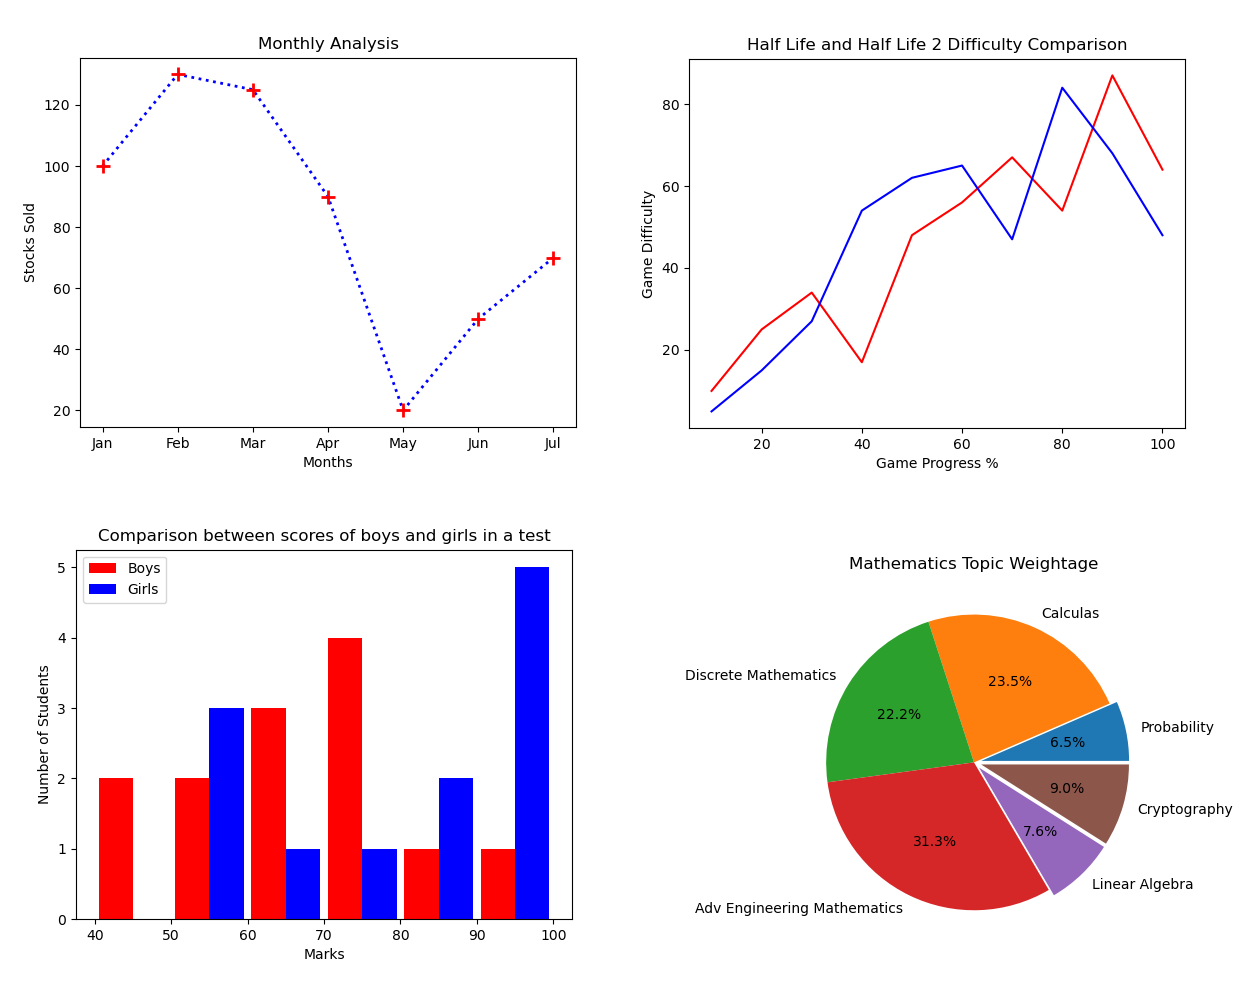 Monthly Analysis
Stocks Sold
120
100
80
60
40
20
Jan Feb Mar Apr May Jun Jul
Months
Half Life and Half Life 2 Difficulty Comparison
Game Difficulty
80
60
40
20
20 40 60 80 100
Game Progress %
Comparison between scores of boys and girls in a test
Boys
Girls
Number of Students
5
4
3
2
1
0
40 50 60 70 80 90 100
Marks
Mathematics Topic Weightage
Calculas
23.5%
Discrete Mathematics
22.2%
Probability
6.5%
9.0%
Cryptography
7.6%
31.3%
Linear Algebra
Adv Engineering Mathematics